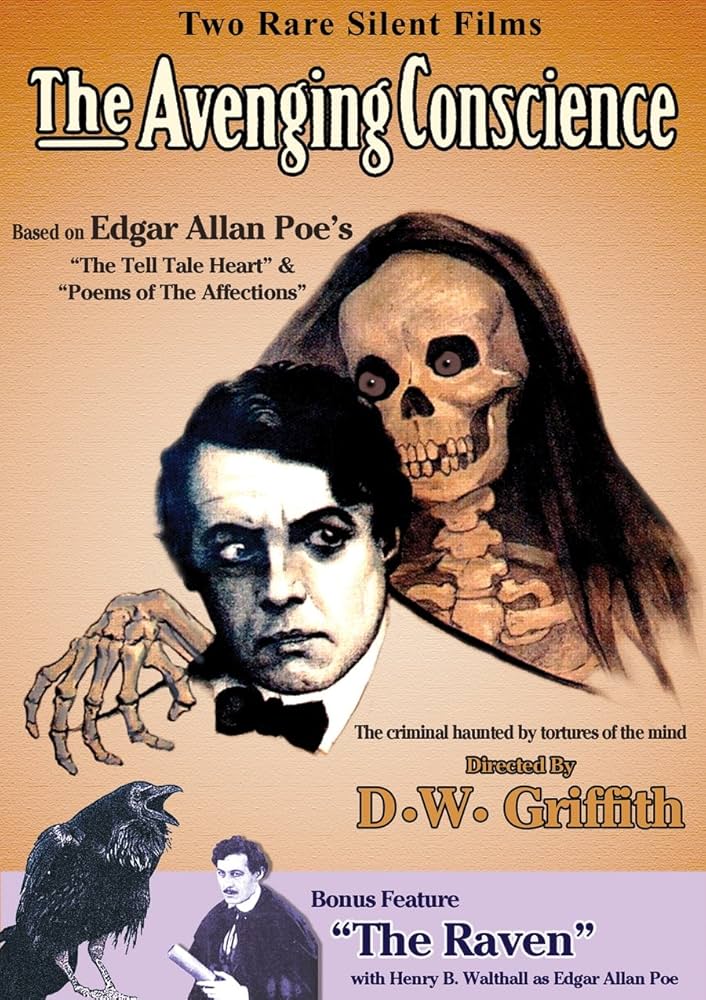 Two Rare Silent Films
The Avenging Conscience
Based on Edgar Allan Poe's
"The Tell Tale Heart" &
"Poems of The Affections"
The criminal haunted by tortures of the mind
Directed By
D.W. Griffith
Bonus Feature
"The Raven"
with Henry B. Walthall as Edgar Allan Poe